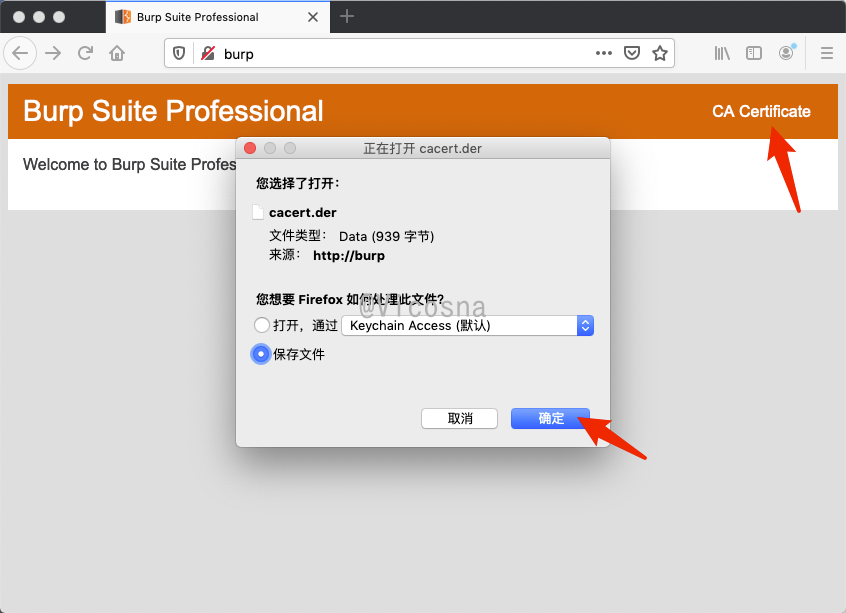 Burp Suite Professional
burp
Burp Suite Professional
CA Certificate
Welcome to Burp Suite Profes
正在打开 cacert.der
您选择了打开：
cacert.der
文件类型： Data (939 字节)
来源： http://burp
您想要 Firefox 如何处理此文件?
@Vicosna
打开，通过 Keychain Access (默认)
保存文件
取消 确定